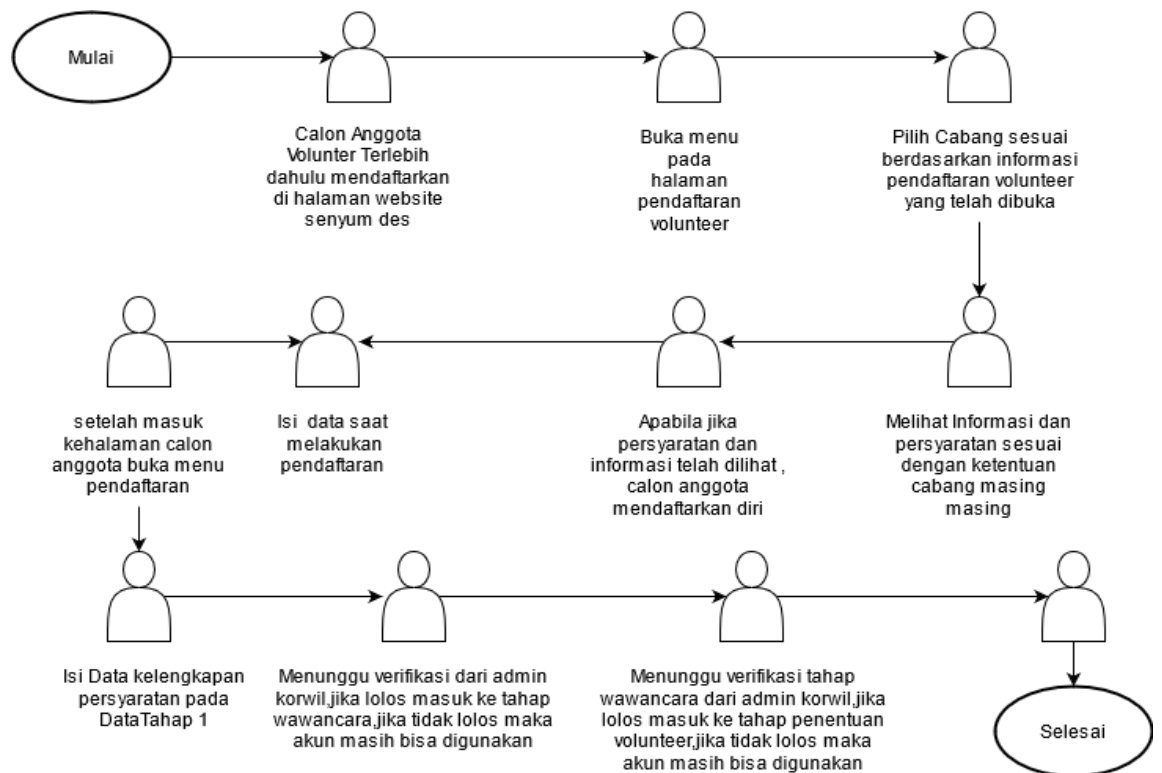 Mulai
Calon Anggota
Volunter Terlebih
dahulu mendaftarkan
di halaman website
senyum des
Buka menu
pada
halaman
pendaftaran
volunteer
Pilih Cabang sesuai
berdasarkan informasi
pendaftaran volunteer
yang telah dibuka
setelah masuk
kehalaman calon
anggota buka menu
pendaftaran
Isi data saat
melakukan
pendaftaran
Apabila jika
persyaratan dan
informasi telah dilihat ,
calon anggota
mendaftarkan diri
Melihat Informasi dan
persyaratan sesuai
dengan ketentuan
cabang masing
masing
Isi Data kelengkapan
persyaratan pada
DataTahap 1
Menunggu verifikasi dari admin
korwil,jika lolos masuk ke tahap
wawancara,jika tidak lolos maka
akun masih bisa digunakan
Menunggu verifikasi tahap
wawancara dari admin korwil,jika
lolos masuk ke tahap penentuan
volunteer,jika tidak lolos maka
akun masih bisa digunakan
Selesai